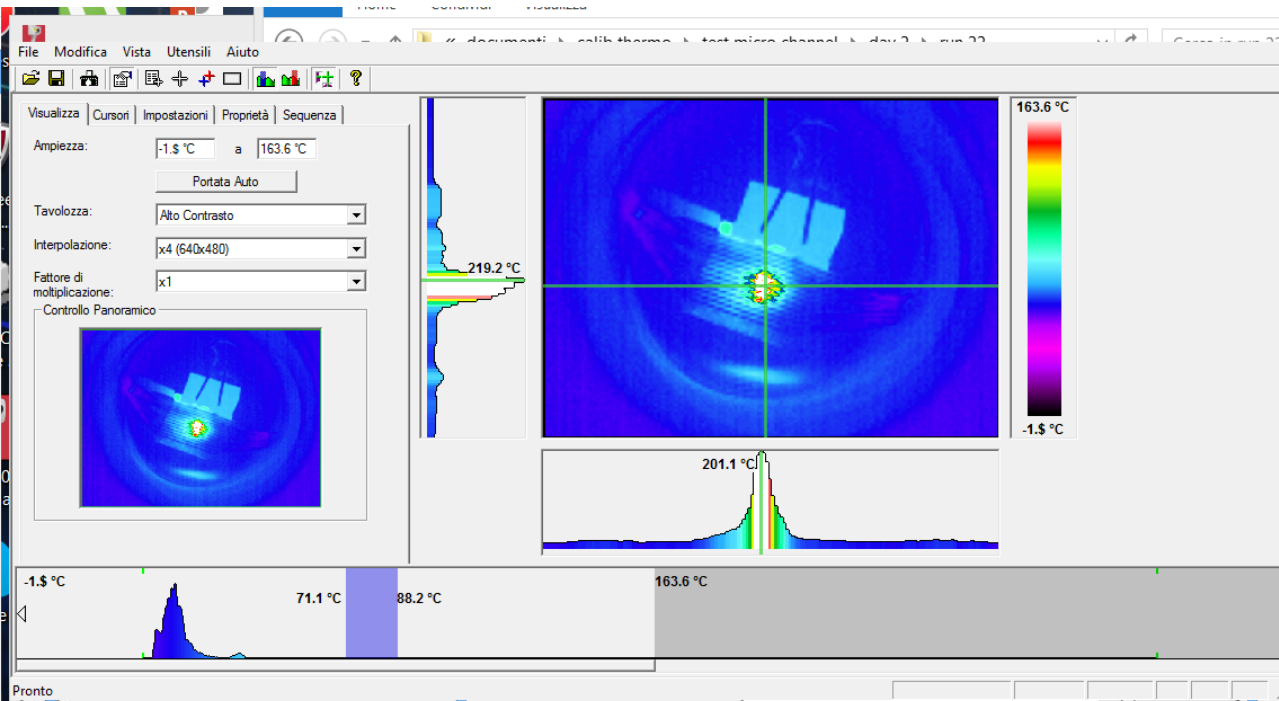 File Modifica Vista Utensili Aiuto
Visualizza Cursori Impostazioni Proprietà Sequenza
Ampiezza: -1.$ °C a 163.6 °C
Portata Auto
Tavolozza: Alto Contrasto
Interpolazione: x4 (640x480)
Fattore di
moltiplicazione: x1
Controllo Panoramico
219.2 °C
163.6 °C
-1.$ °C
201.1 °C
-1.$ °C
71.1 °C
88.2 °C
163.6 °C
Pronto